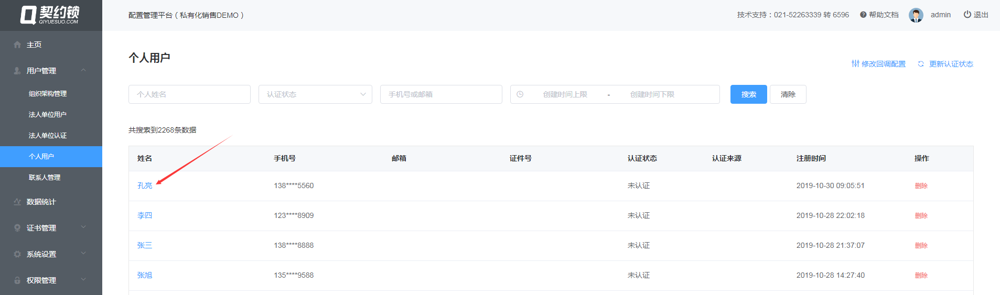 契约锁
QIYUESUO.COM
配置管理平台 ( 私有化销售DEMO )
技术支持：021-52263339 转 6596
帮助文档
admin
退出
主页
用户管理
组织架构管理
法人单位用户
法人单位认证
个人用户
联系人管理
数据统计
证书管理
系统设置
权限管理
个人用户
修改回调配置
更新认证状态
个人姓名
认证状态
手机号或邮箱
创建时间上限 - 创建时间下限
搜索
清除
共搜索到2268条数据
姓名 手机号 邮箱 证件号 认证状态 认证来源 注册时间 操作
孔亮 138****5560 未认证 2019-10-30 09:05:51 删除
李四 123****8909 未认证 2019-10-28 22:02:18 删除
张三 138****8888 未认证 2019-10-28 21:37:07 删除
张旭 135****9588 未认证 2019-10-28 14:27:40 删除